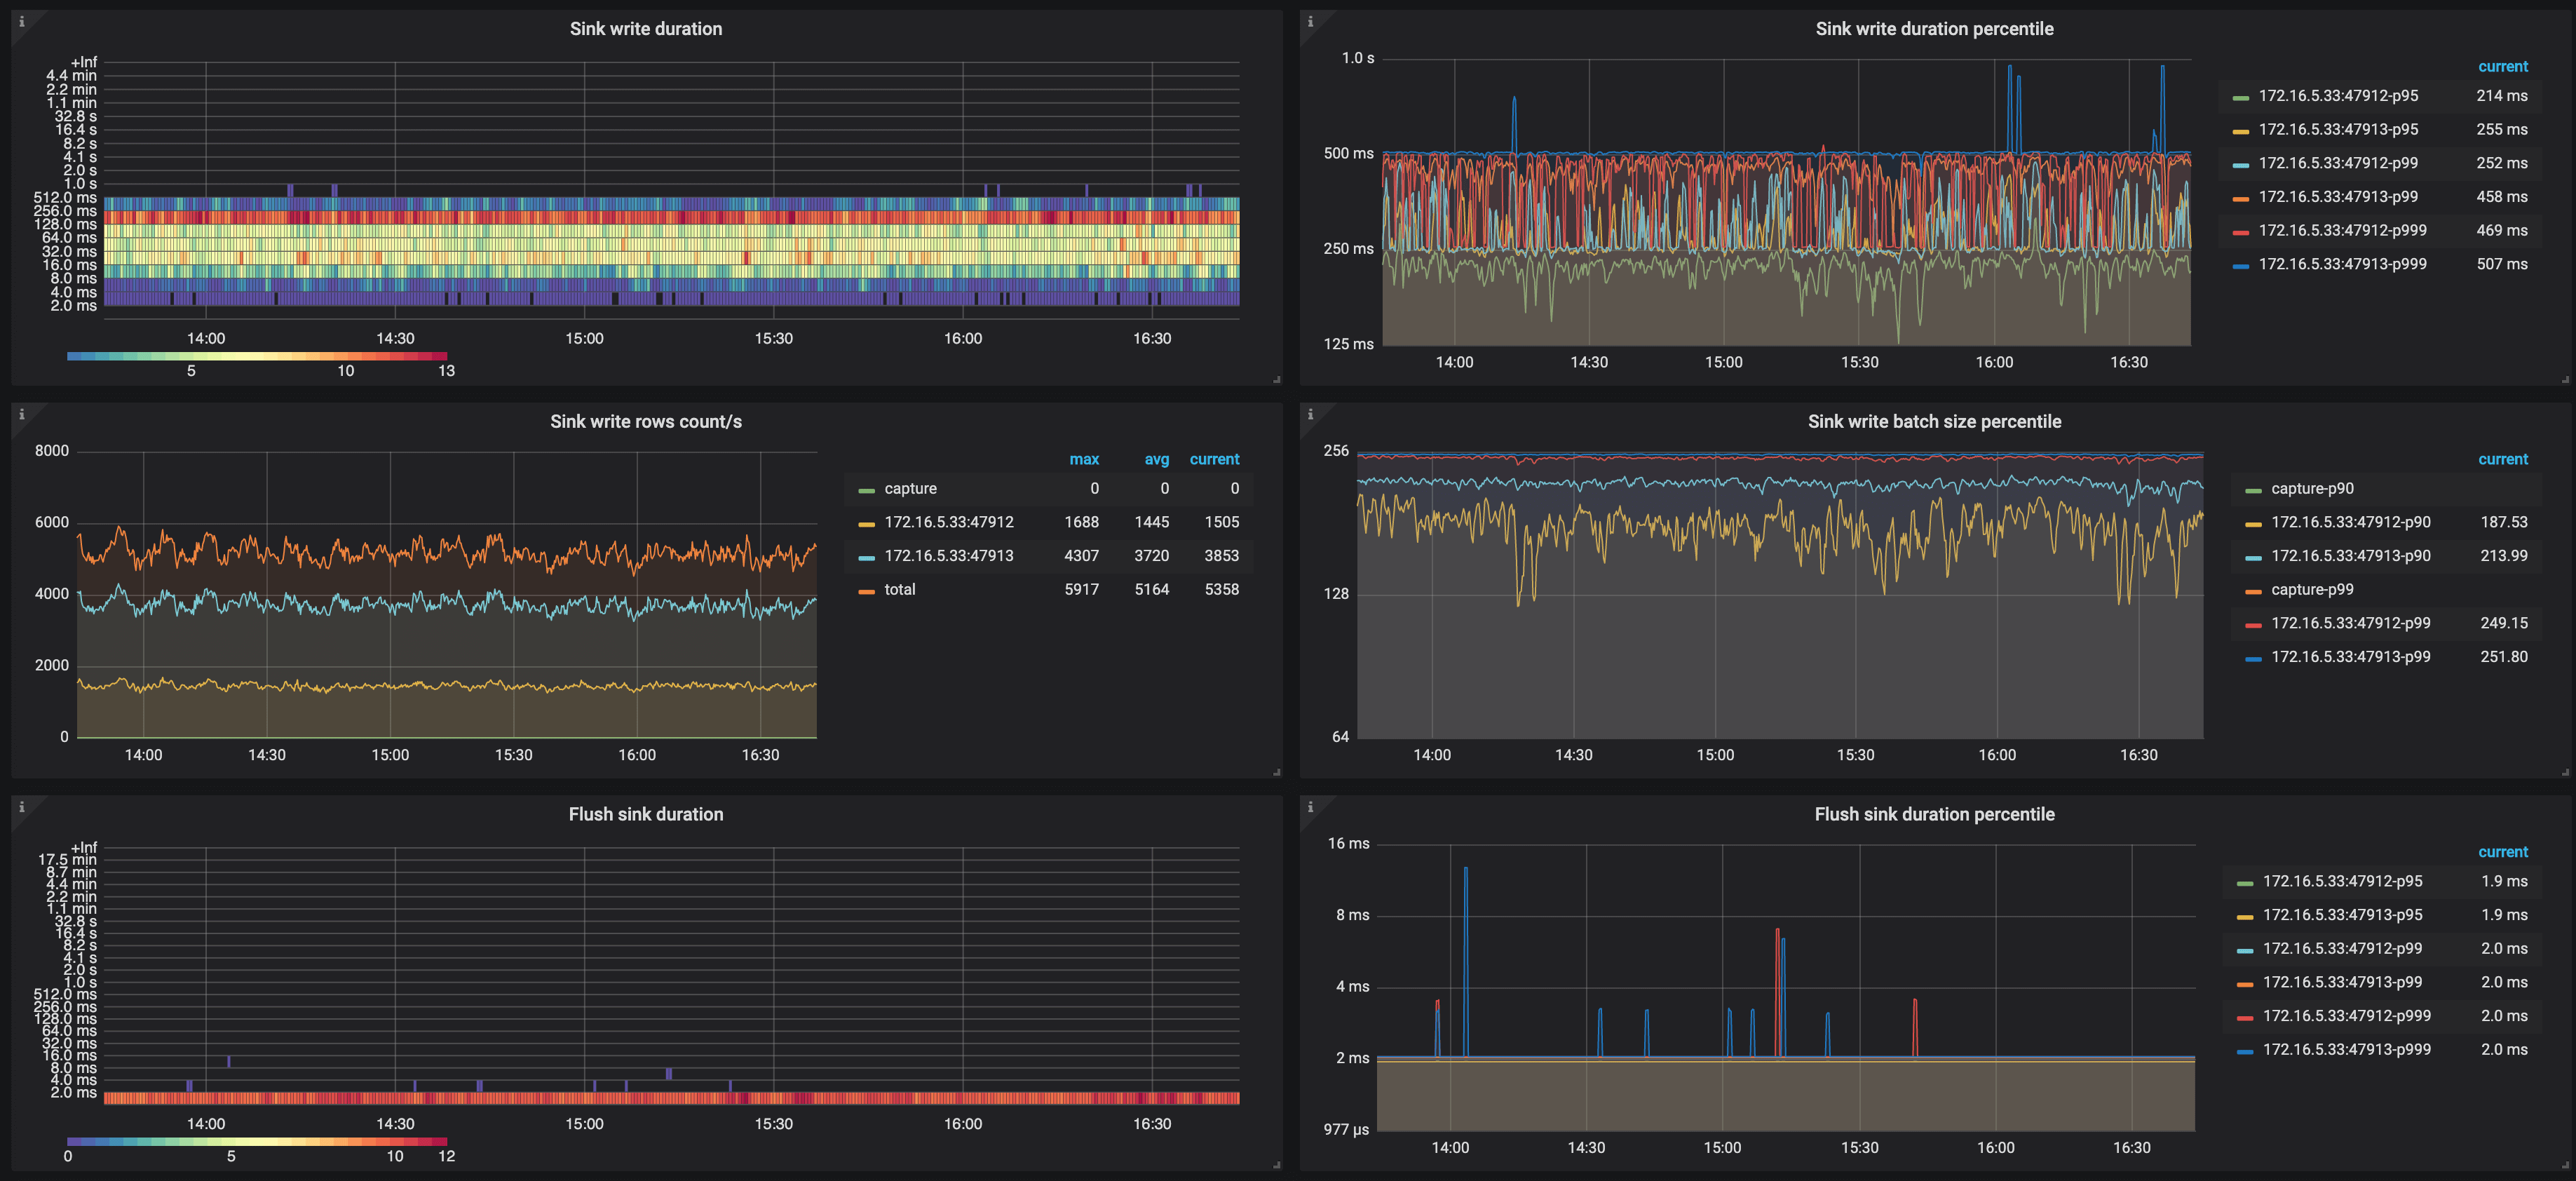 Sink write duration
+Inf
4.4 min
2.2 min
1.1 min
32.8 s
16.4 s
8.2 s
4.1 s
2.0 s
1.0 s
512.0 ms
256.0 ms
128.0 ms
64.0 ms
32.0 ms
16.0 ms
8.0 ms
4.0 ms
2.0 ms
14:00 14:30 15:00 15:30 16:00 16:30
5 10 13
Sink write duration percentile
1.0 s
500 ms
250 ms
125 ms
14:00 14:30 15:00 15:30 16:00 16:30
current
172.16.5.33:47912-p95 214 ms
172.16.5.33:47913-p95 255 ms
172.16.5.33:47912-p99 252 ms
172.16.5.33:47913-p99 458 ms
172.16.5.33:47912-p999 469 ms
172.16.5.33:47913-p999 507 ms
Sink write rows count/s
8000
6000
4000
2000
0
14:00 14:30 15:00 15:30 16:00 16:30
max avg current
capture 0 0 0
172.16.5.33:47912 1688 1445 1505
172.16.5.33:47913 4307 3720 3853
total 5917 5164 5358
Sink write batch size percentile
256
128
64
14:00 14:30 15:00 15:30 16:00 16:30
current
capture-p90
172.16.5.33:47912-p90 187.53
172.16.5.33:47913-p90 213.99
capture-p99
172.16.5.33:47912-p99 249.15
172.16.5.33:47913-p99 251.80
Flush sink duration
+Inf
17.5 min
8.7 min
4.4 min
2.2 min
1.1 min
32.8 s
16.4 s
8.2 s
4.1 s
2.0 s
1.0 s
512.0 ms
256.0 ms
128.0 ms
64.0 ms
32.0 ms
16.0 ms
8.0 ms
4.0 ms
2.0 ms
14:00 14:30 15:00 15:30 16:00 16:30
0 5 10 12
Flush sink duration percentile
16 ms
8 ms
4 ms
2 ms
977 µs
14:00 14:30 15:00 15:30 16:00 16:30
current
172.16.5.33:47912-p95 1.9 ms
172.16.5.33:47913-p95 1.9 ms
172.16.5.33:47912-p99 2.0 ms
172.16.5.33:47913-p99 2.0 ms
172.16.5.33:47912-p999 2.0 ms
172.16.5.33:47913-p999 2.0 ms